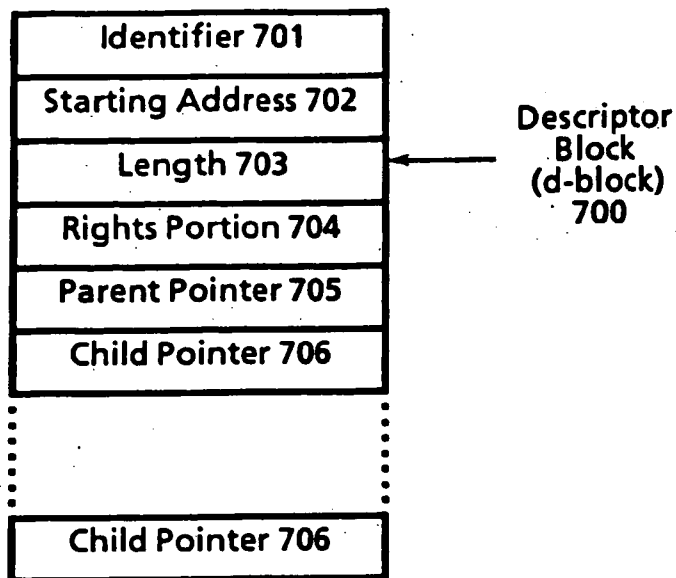 Identifier 701
Starting Address 702
Length 703
Rights Portion 704
Parent Pointer 705
Child Pointer 706
Child Pointer 706
Descriptor
Block
(d-block)
700